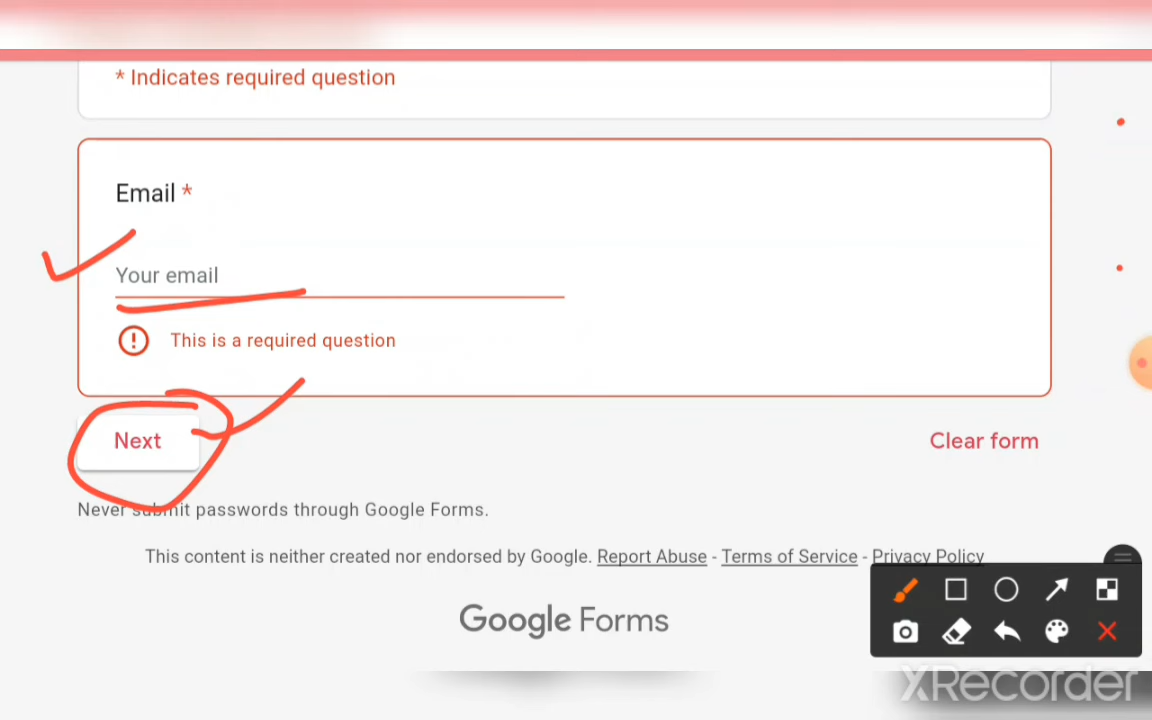 * Indicates required question
Email *
Your email
This is a required question
Next
Clear form
Never submit passwords through Google Forms.
This content is neither created nor endorsed by Google. Report Abuse - Terms of Service - Privacy Policy
Google Forms
XRecorder